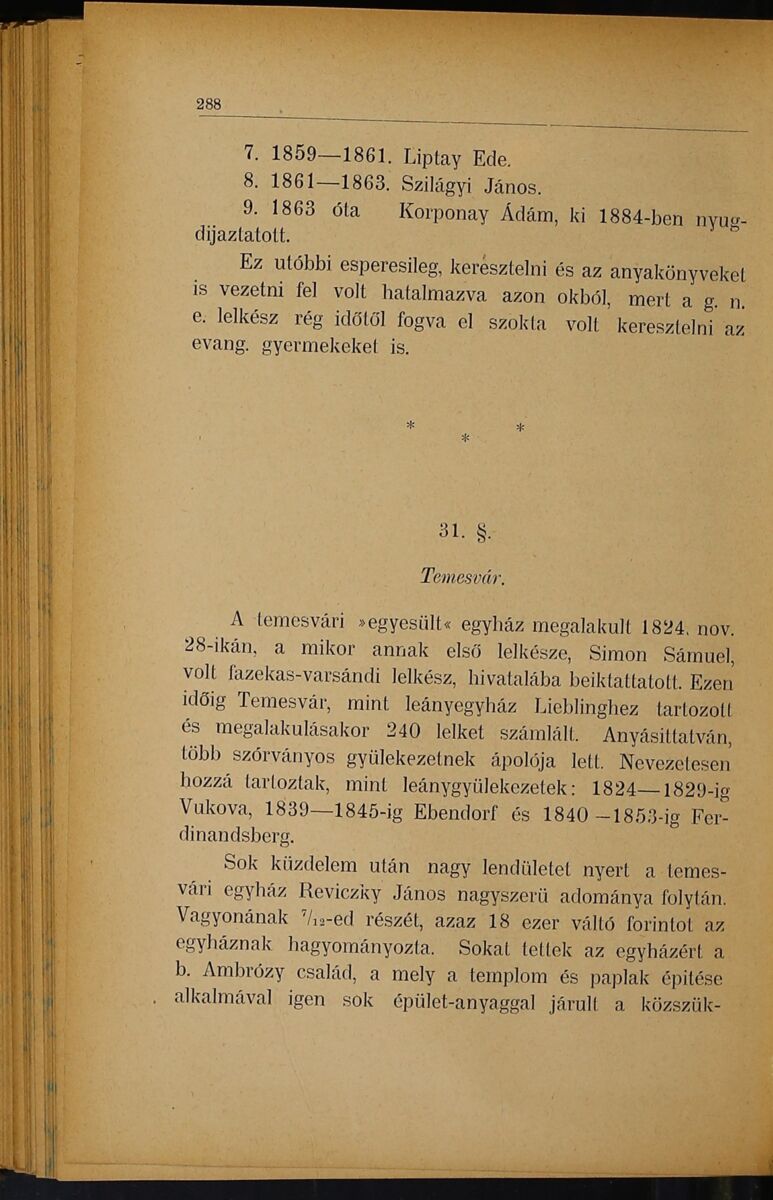 288
7. 1859—1861. Liptay Ede.
8. 1861—1863. Szilágyi János.
9. 1863 óta Korponay Ádám, ki 1884-ben nyug-
dijaztatott.
Ez utóbbi esperesileg, keresztelni és az anyakönyveket
is vezetni fel volt hatalmazva azon okból, mert a g. n.
e. lelkész rég időtől fogva el szokta volt keresztelni az
evang. gyermekeket is.
* * *
31. §.
Temesvár.
A temesvári »egyesült« egyház megalakult 1824. nov.
28-ikán, a mikor annak első lelkésze, Simon Sámuel,
volt fazekas-varsándi lelkész, hivatalába beiktattatott. Ezen
időig Temesvár, mint leányegyház Lieblinghez tartozott
és megalakulásakor 240 lelket számlált. Anyásittatván,
több szórványos gyülekezetnek ápolója lett. Nevezetesen
hozzá tartoztak, mint leánygyülekezetek: 1824—1829-ig
Vukova, 1839—1845-ig Ebendorf és 1840—1853-ig Fer-
dinandsberg.
Sok küzdelem után nagy lendületet nyert a temes-
vári egyház Reviczky János nagyszerü adománya folytán.
Vagyonának 7/12-ed részét, azaz 18 ezer váltó forintot az
egyháznak hagyományozta. Sokat tettek az egyházért a
b. Ambrózy család, a mely a templom és paplak épitése
alkalmával igen sok épület-anyaggal járult a közszük-